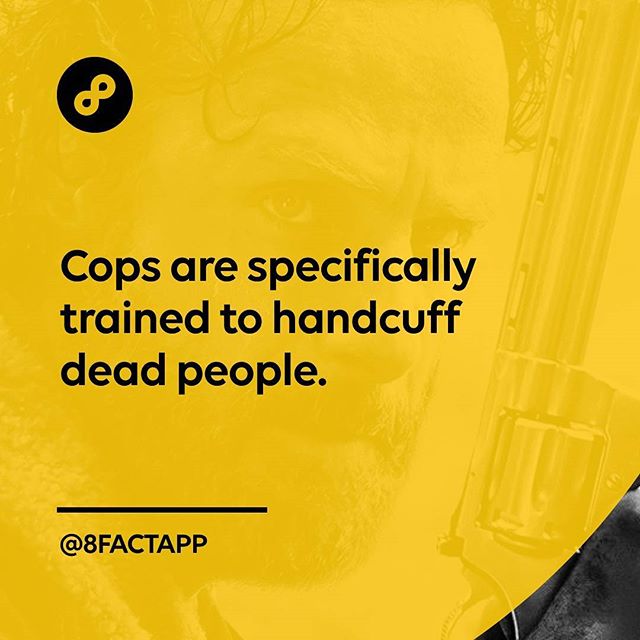 Cops are specifically
trained to handcuff
dead people.
@8FACTAPP